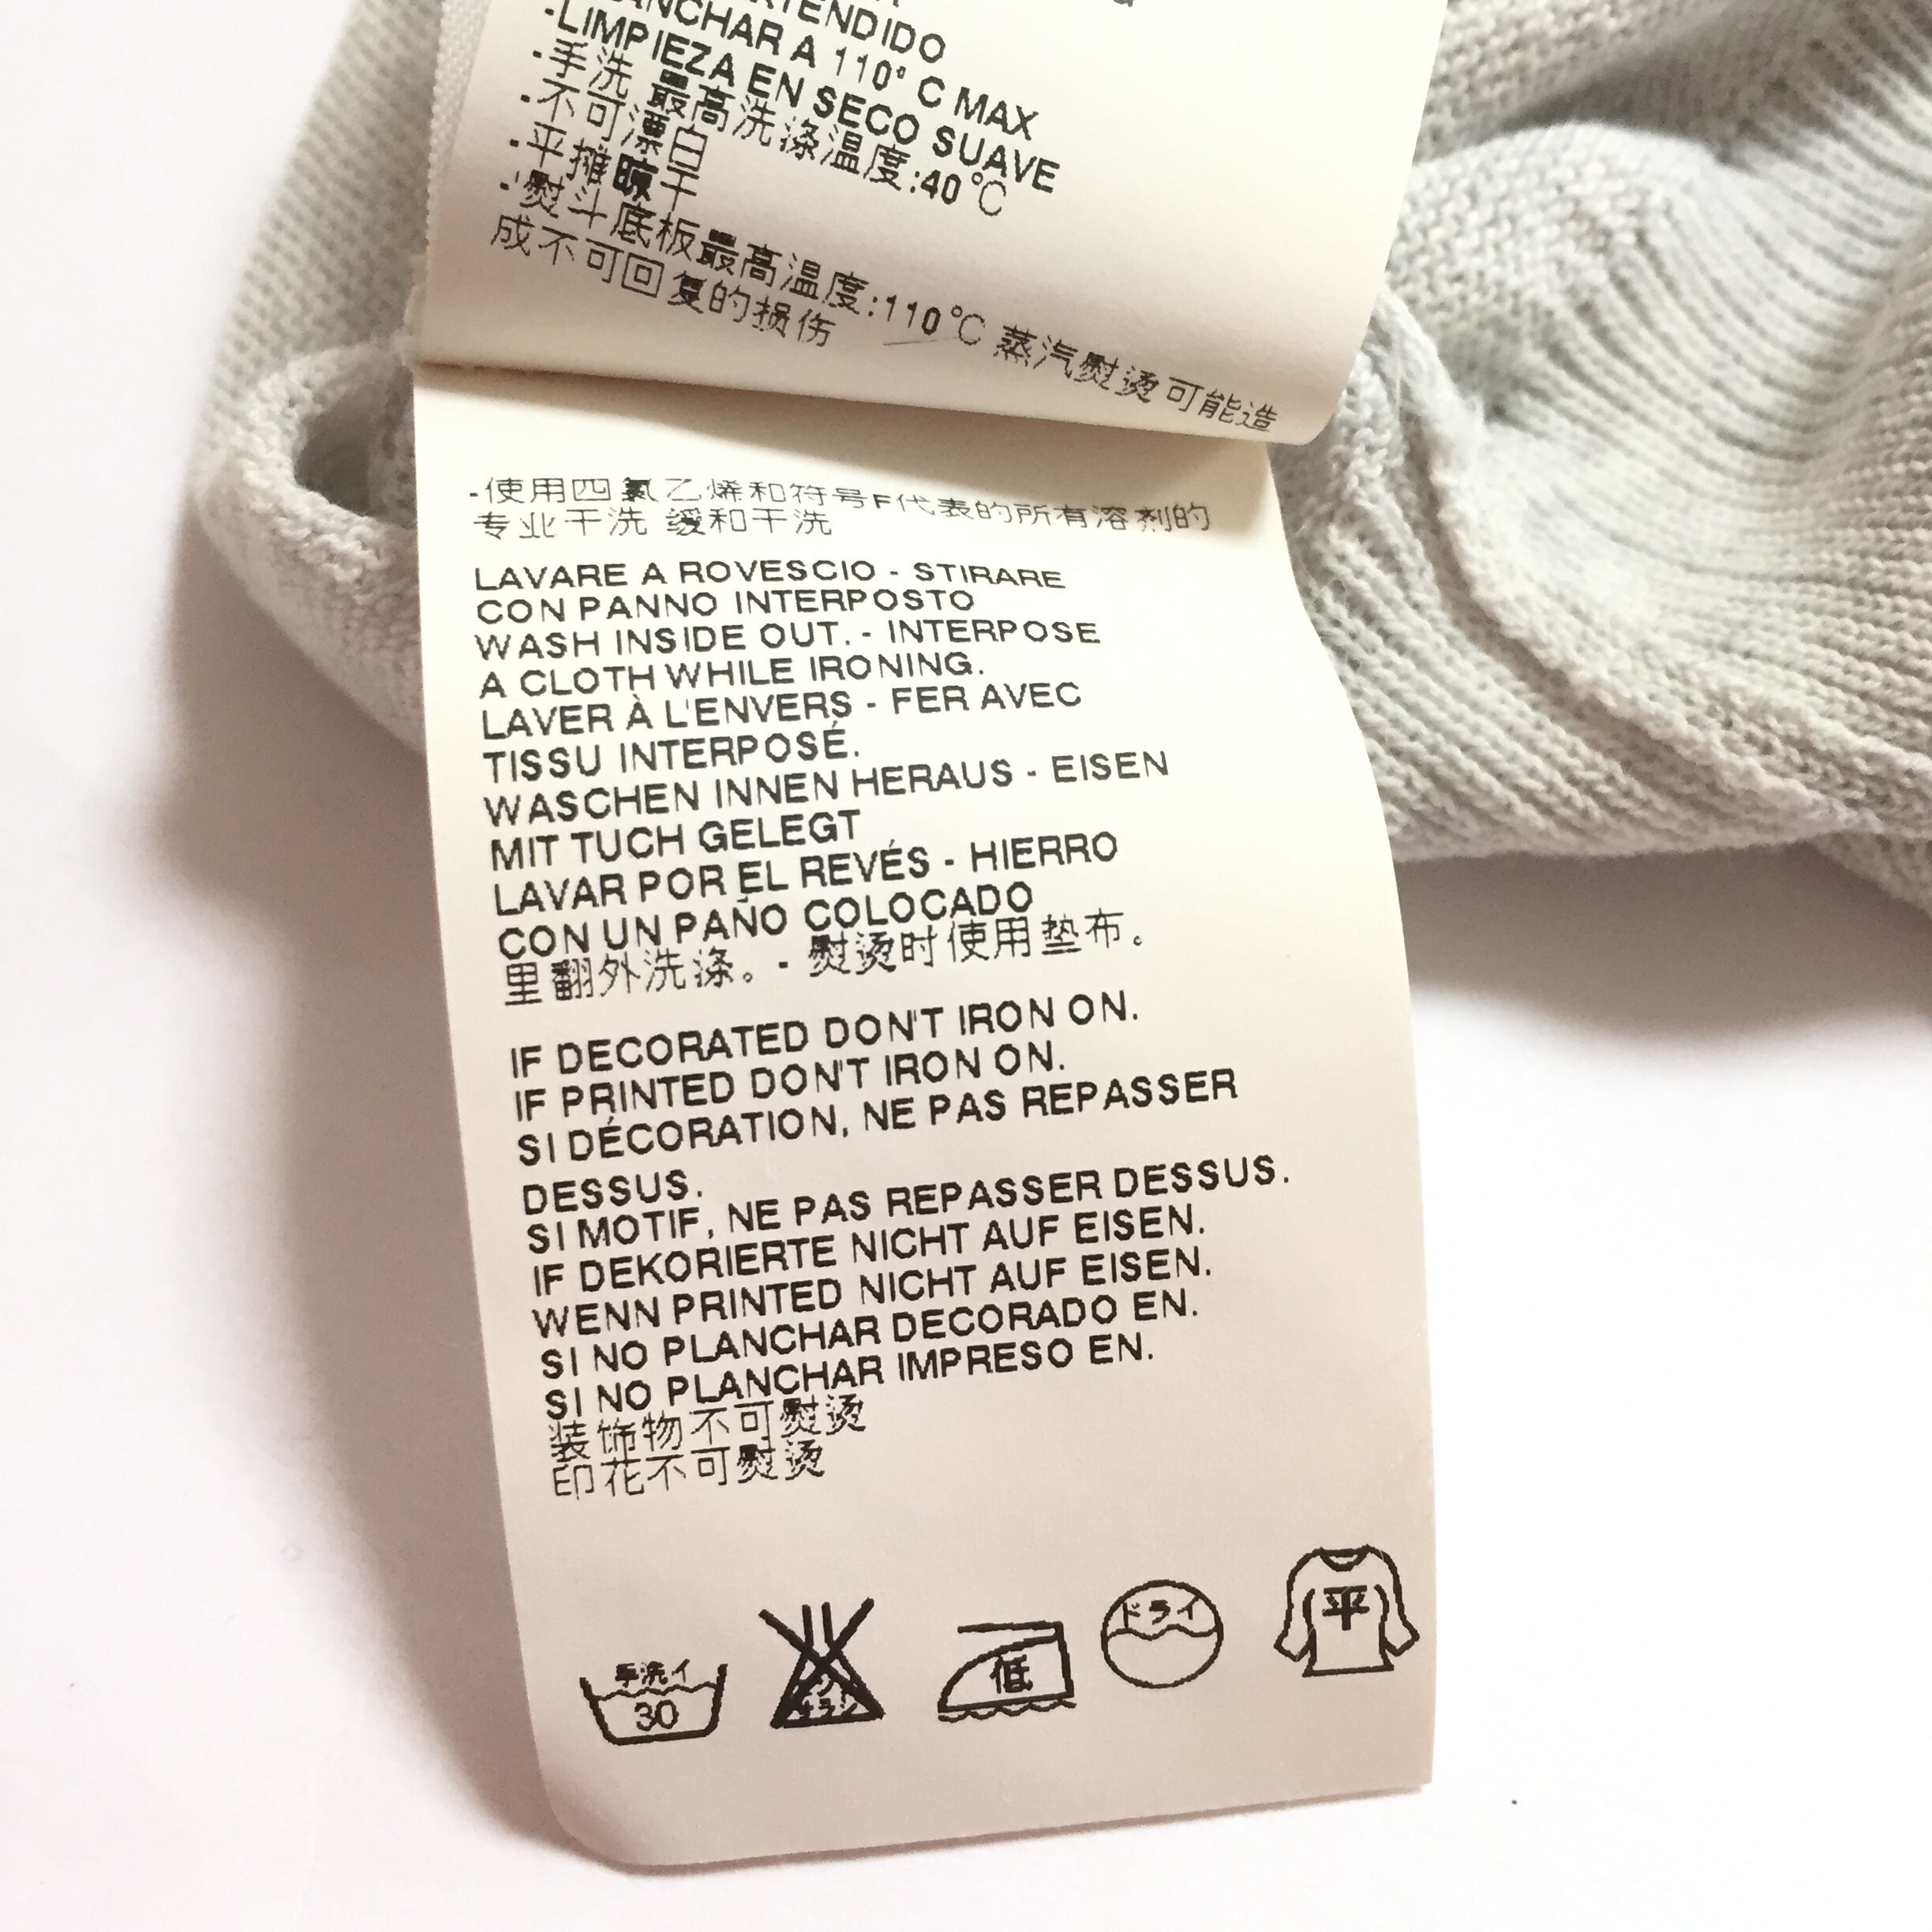 TENDIDO
PLANCHAR A 110° C MAX
-LIMPIEZA EN SECO SUAVE
-手洗 最高洗涤温度:40℃
-不可漂白
-平摊晾干
-熨斗底板最高温度:110℃ 蒸汽熨烫可能造
成不可回复的损伤
-使用四氯乙烯和符号F代表的所有溶剂的
专业干洗 缓和干洗
LAVARE A ROVESCIO - STIRARE
CON PANNO INTERPOSTO
WASH INSIDE OUT. - INTERPOSE
A CLOTH WHILE IRONING.
LAVER À L'ENVERS - FER AVEC
TISSU INTERPOSÉ.
WASCHEN INNEN HERAUS - EISEN
MIT TUCH GELEGT
LAVAR POR EL REVÉS - HIERRO
CON UN PAÑO COLOCADO
里翻外洗涤。- 熨烫时使用垫布。
IF DECORATED DON'T IRON ON.
IF PRINTED DON'T IRON ON.
SI DÉCORATION, NE PAS REPASSER
DESSUS.
SI MOTIF, NE PAS REPASSER DESSUS.
IF DEKORIERTE NICHT AUF EISEN.
WENN PRINTED NICHT AUF EISEN.
SI NO PLANCHAR DECORADO EN.
SI NO PLANCHAR IMPRESO EN.
装饰物不可熨烫
印花不可熨烫
手洗イ
30
低
ドライ
平